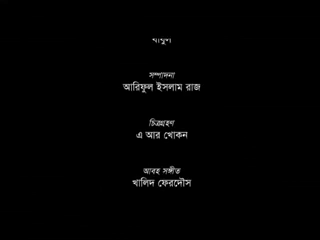 বাবুল
সম্পাদনা
আরিফুল ইসলাম রাজ
চিত্রগ্রহণ
এ আর খোকন
আবহ সঙ্গীত
খালিদ ফেরদৌস